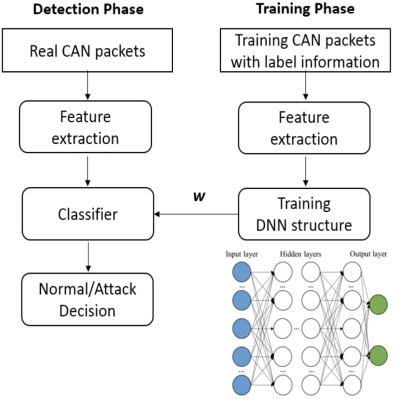 Detection Phase
Training Phase
Real CAN packets
Training CAN packets
with label information
Feature
extraction
Feature
extraction
Classifier
w
Training
DNN structure
Normal/Attack
Decision
Input layer
Hidden layers
Output layer
...
...
...
...
...
...
...